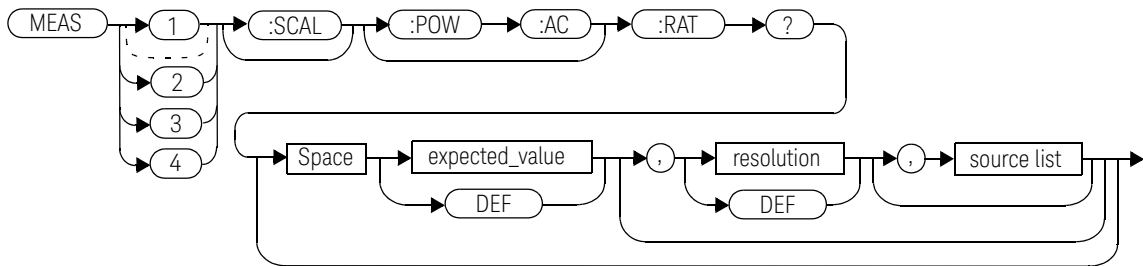 MEAS 1 :SCAL :POW :AC :RAT ?
2
3
4
Space expected_value , resolution , source list
DEF DEF